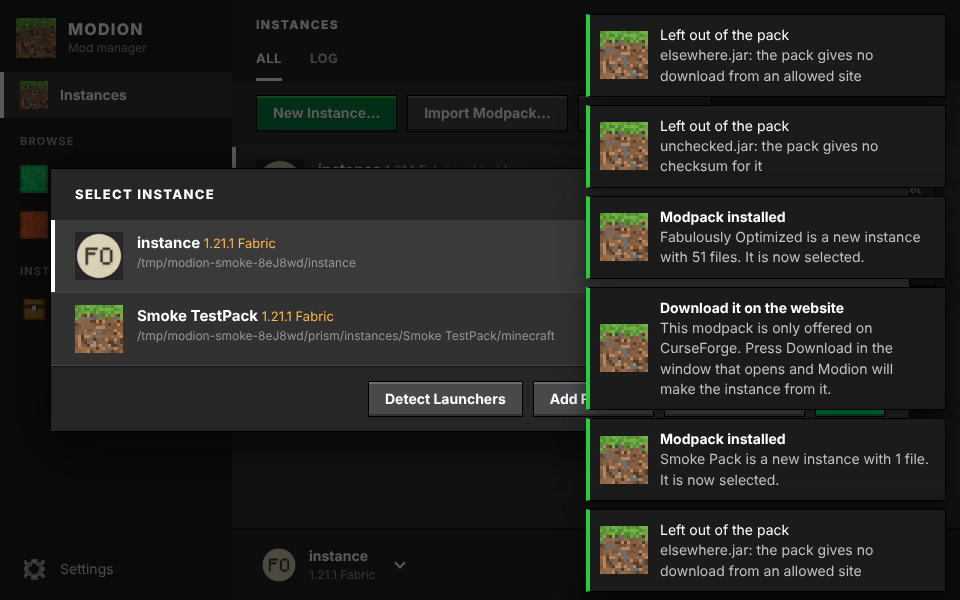 MODION
Mod manager
Instances
BROWSE
INST
Settings
INSTANCES
ALL
LOG
New Instance...
Import Modpack...
SELECT INSTANCE
instance 1.21.1 Fabric
/tmp/modion-smoke-8eJ8wd/instance
Smoke TestPack 1.21.1 Fabric
/tmp/modion-smoke-8eJ8wd/prism/instances/Smoke TestPack/minecraft
Detect Launchers
Add F
instance
1.21.1 Fabric
Left out of the pack
elsewhere.jar: the pack gives no
download from an allowed site
Left out of the pack
unchecked.jar: the pack gives no
checksum for it
Modpack installed
Fabulously Optimized is a new instance
with 51 files. It is now selected.
Download it on the website
This modpack is only offered on
CurseForge. Press Download in the
window that opens and Modion will
make the instance from it.
Modpack installed
Smoke Pack is a new instance with 1 file.
It is now selected.
Left out of the pack
elsewhere.jar: the pack gives no
download from an allowed site